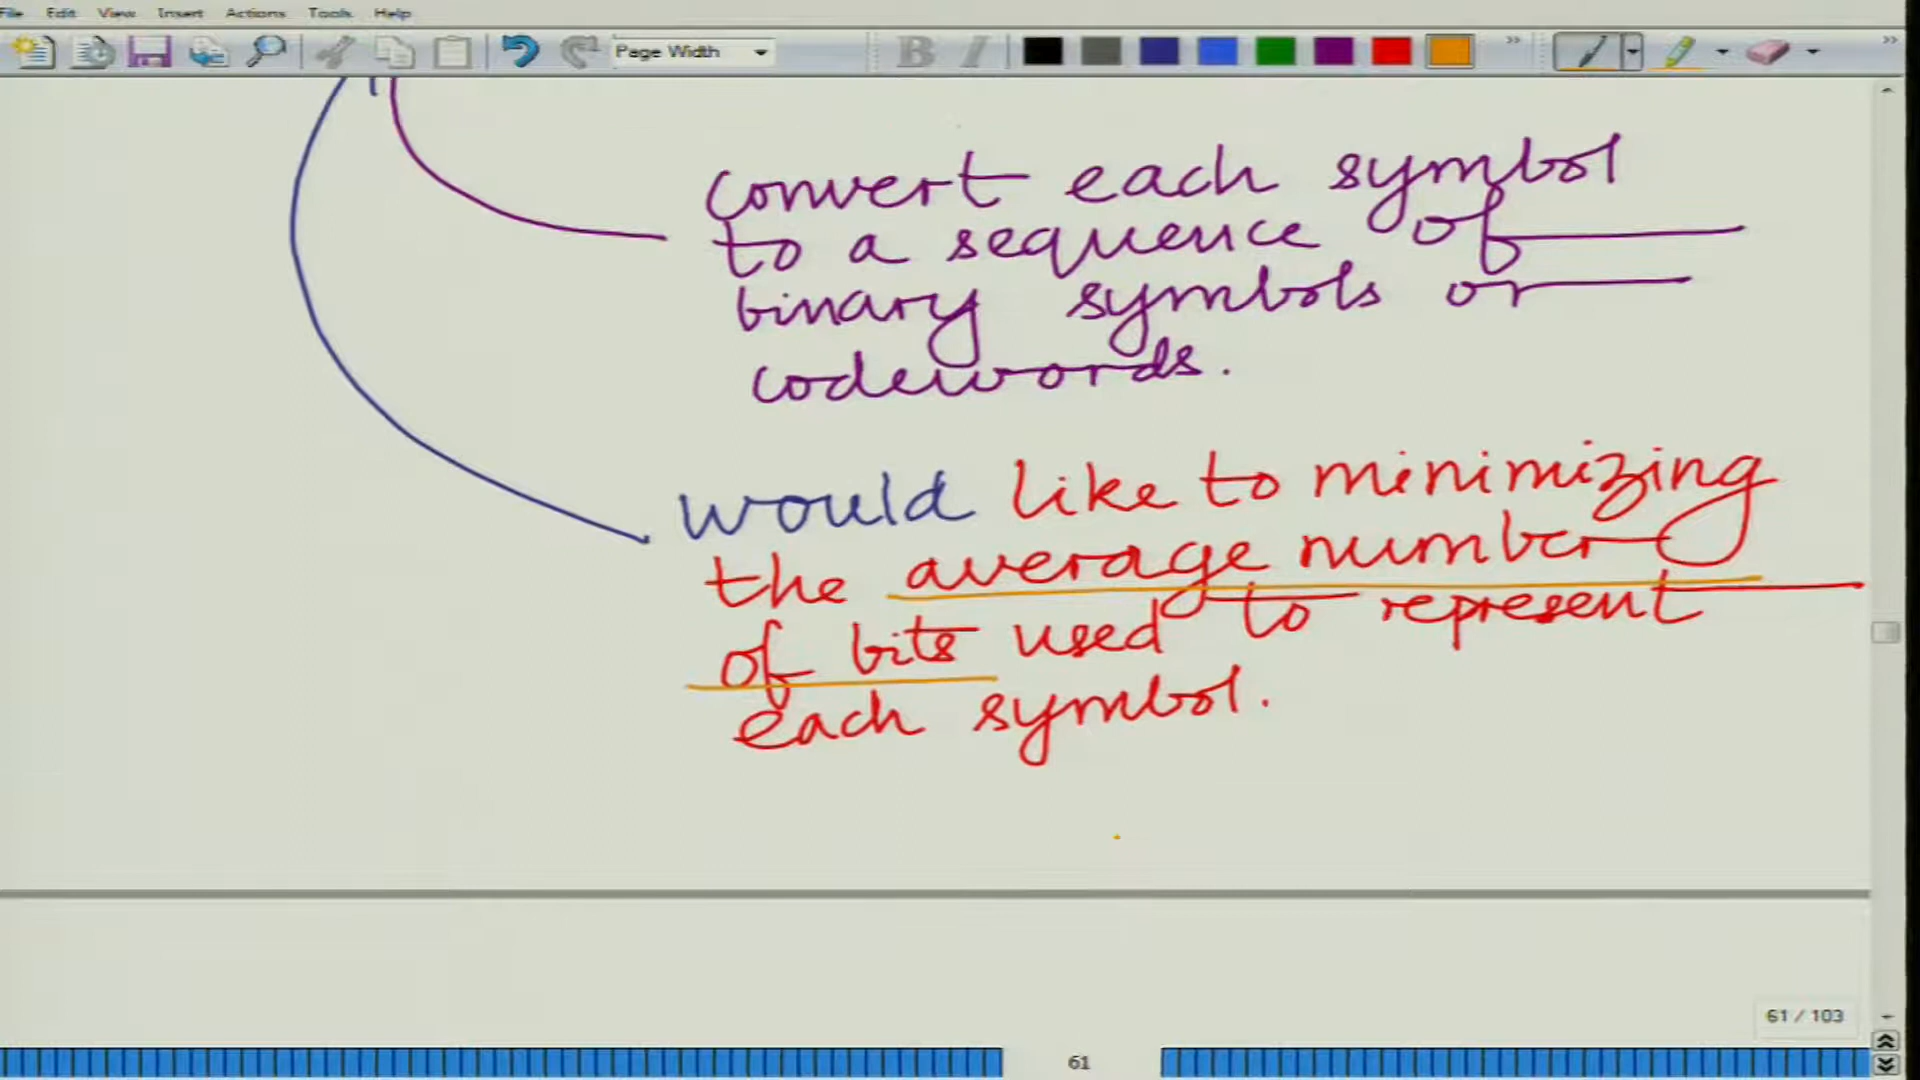 File Edit View Insert Actions Tools Help
Page Width
B I
convert each symbol
to a sequence of
binary symbols or
codewords.
would like to minimizing
the average number
of bits used to represent
each symbol.
61 / 103
61